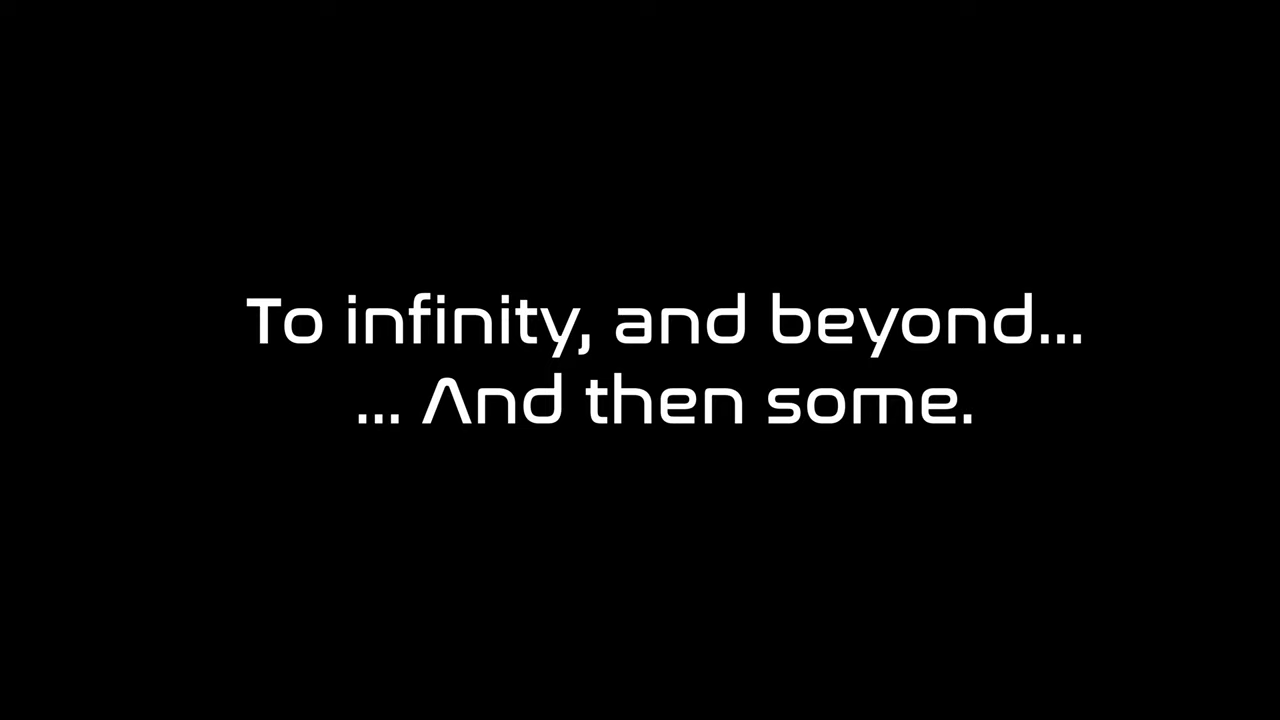 To infinity, and beyond...
... And then some.